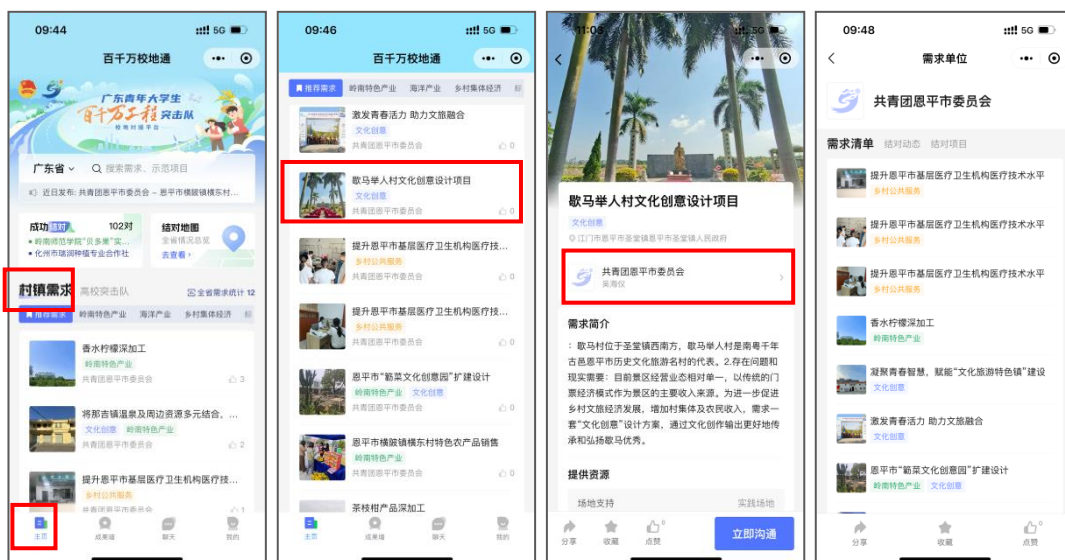 09:44
5G
百千万校地通
广东青年大学生
百千万工程 突击队
校地对接平台
广东省
搜索需求、示范项目
近日发布: 共青团恩平市委员会 – 恩平市横陂镇横东村...
成功结对
102对
• 岭南师范学院“贝多果”实...
• 化州市瑞润种植专业合作社
结对地图
全省情况总览
去查看
村镇需求
高校突击队
全省需求统计 12
推荐需求
岭南特色产业
海洋产业
乡村集体经济
香水柠檬深加工
岭南特色产业
共青团恩平市委员会
3
将那吉镇温泉及周边资源多元结合，...
文化创意
岭南特色产业
共青团恩平市委员会
2
提升恩平市基层医疗卫生机构医疗技...
乡村公共服务
共青团恩平市委员会
1
主页
成果墙
聊天
我的
09:46
5G
百千万校地通
推荐需求
岭南特色产业
海洋产业
乡村集体经济
激发青春活力 助力文旅融合
文化创意
共青团恩平市委员会
0
歇马举人村文化创意设计项目
文化创意
共青团恩平市委员会
0
提升恩平市基层医疗卫生机构医疗技...
乡村公共服务
共青团恩平市委员会
0
提升恩平市基层医疗卫生机构医疗技...
乡村公共服务
共青团恩平市委员会
0
恩平市“簕菜文化创意园”扩建设计
岭南特色产业
文化创意
共青团恩平市委员会
0
恩平市横陂镇横东村特色农产品销售
岭南特色产业
共青团恩平市委员会
0
茶枝柑产品深加工
主页
成果墙
聊天
我的
11:03
5G
歇马举人村文化创意设计项目
文化创意
江门市恩平市圣堂镇恩平市圣堂镇人民政府
共青团恩平市委员会
吴海仪
需求简介
：歇马村位于圣堂镇西南方，歇马举人村是南粤千年
古邑恩平市历史文化旅游名村的代表。2.存在问题和
现实需要：目前景区经营业态相对单一，以传统的门
票经济模式作为景区的主要收入来源。为进一步促进
乡村文旅经济发展，增加村集体及农民收入，需求一
套“文化创意”设计方案，通过文化创作输出更好地传
承和弘扬歇马优秀。
提供资源
场地支持
实践场地
分享
收藏
点赞
0
立即沟通
09:48
5G
需求单位
共青团恩平市委员会
需求清单
结对动态
结对项目
提升恩平市基层医疗卫生机构医疗技术水平
乡村公共服务
提升恩平市基层医疗卫生机构医疗技术水平
乡村公共服务
提升恩平市基层医疗卫生机构医疗技术水平
乡村公共服务
香水柠檬深加工
岭南特色产业
凝聚青春智慧，赋能“文化旅游特色镇”建设
文化创意
激发青春活力 助力文旅融合
文化创意
恩平市“簕菜文化创意园”扩建设计
岭南特色产业
文化创意
分享
收藏
点赞
0